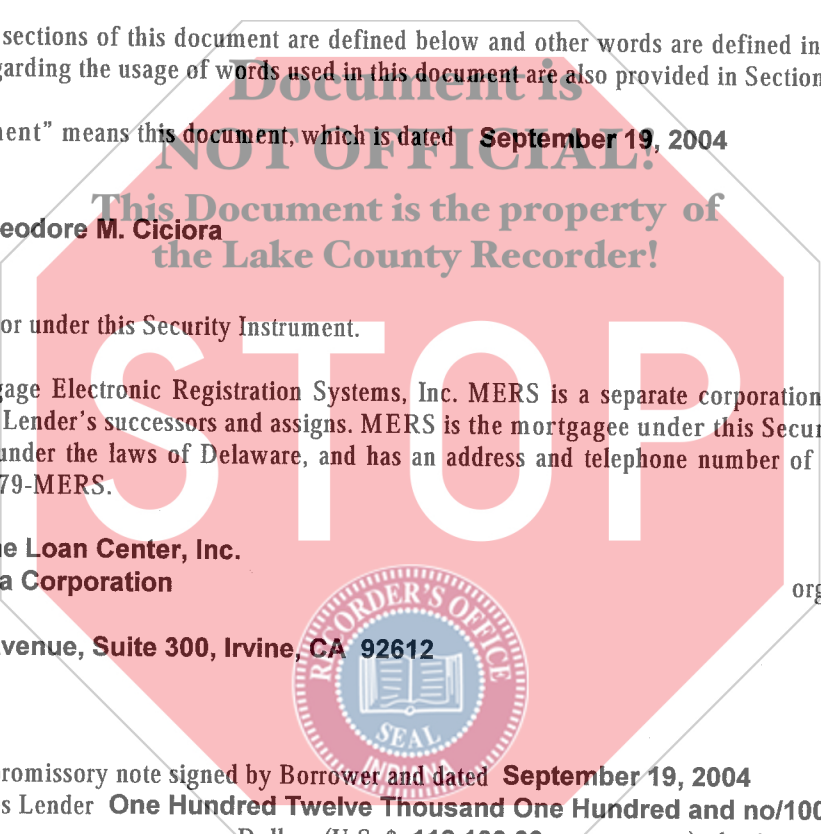 sections of this document are defined below and other words are defined in
garding the usage of words used in this document are also provided in Section
Document is
ment” means this document, which is dated September 19, 2004
NOT OFFICIAL!
This Document is the property of
eodore M. Ciciora
the Lake County Recorder!
or under this Security Instrument.
STOP
gage Electronic Registration Systems, Inc. MERS is a separate corporation
Lender's successors and assigns. MERS is the mortgagee under this Secur
under the laws of Delaware, and has an address and telephone number of
79-MERS.
e Loan Center, Inc.
a Corporation
org
venue, Suite 300, Irvine, CA 92612
RECORDER'S OFFICE
SEAL
INDIANA
romissory note signed by Borrower and dated September 19, 2004
s Lender One Hundred Twelve Thousand One Hundred and no/100